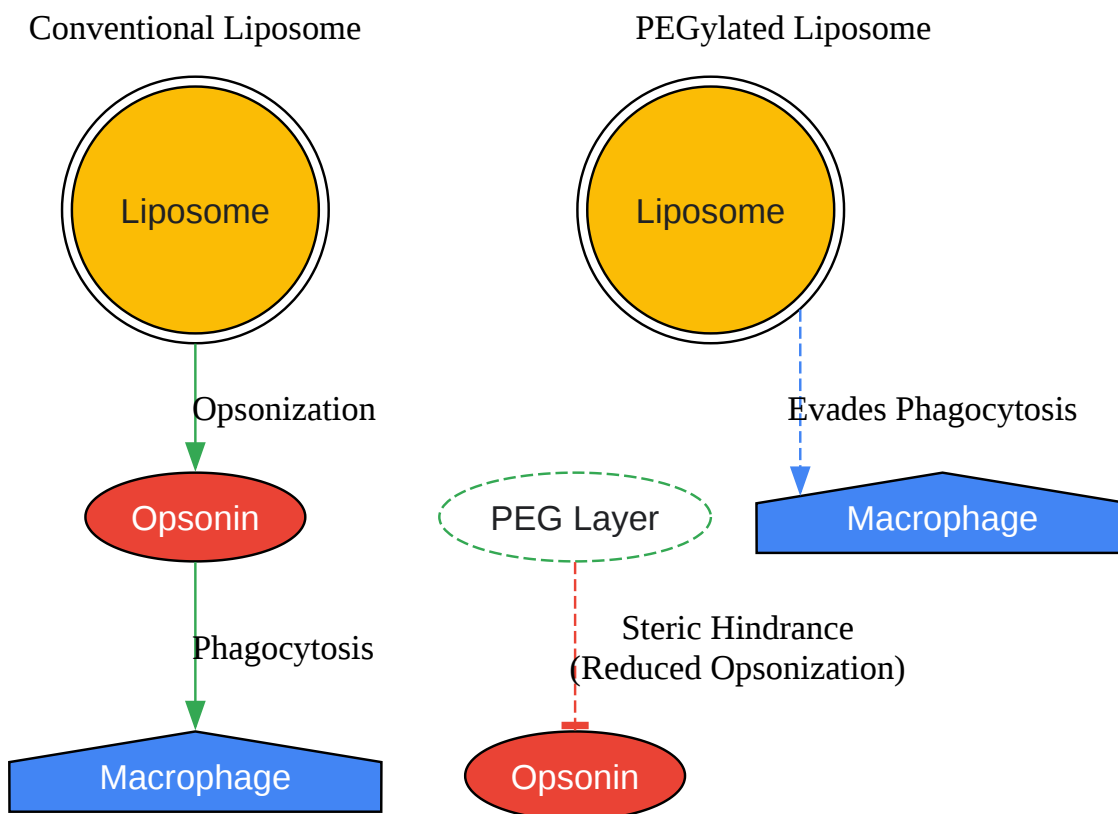 Conventional Liposome
PEGylated Liposome
Liposome
Liposome
Opsonization
Evades Phagocytosis
Opsonin
PEG Layer
Macrophage
Phagocytosis
Steric Hindrance
(Reduced Opsonization)
Macrophage
Opsonin